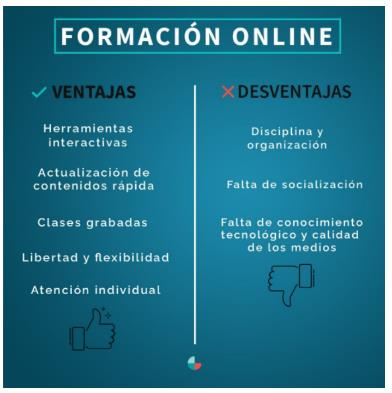 FORMACIÓN ONLINE
VENTAJAS
Herramientas
interactivas
Actualización de
contenidos rápida
Clases grabadas
Libertad y flexibilidad
Atención individual
DESVENTAJAS
Disciplina y
organización
Falta de socialización
Falta de conocimiento
tecnológico y calidad
de los medios